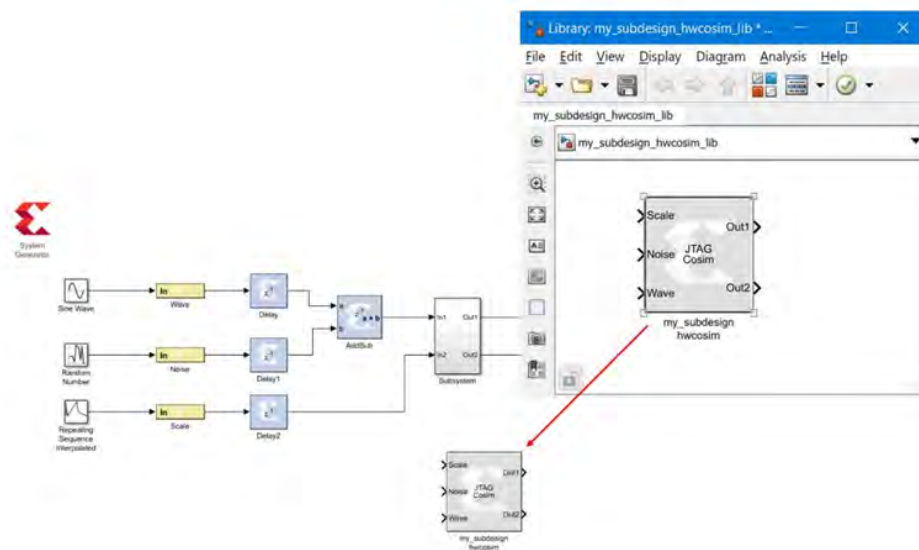 Library: my_subdesign_hwcosim_lib * ...
File Edit View Display Diagram Analysis Help
my_subdesign_hwcosim_lib
my_subdesign_hwcosim_lib
Scale
Noise
Wave
JTAG
Cosim
Out1
Out2
my_subdesign
hwcosim
System
Generator
Sine Wave
In
Wave
Delay
a
b
a + b
AddSub
In1
In2
Out1
Out2
Subsystem
Random
Number
In
Noise
Delay1
Repeating
Sequence
Interpolated
In
Scale
Delay2
Scale
Noise
Wave
JTAG
Cosim
Out1
Out2
my_subdesign
hwcosim